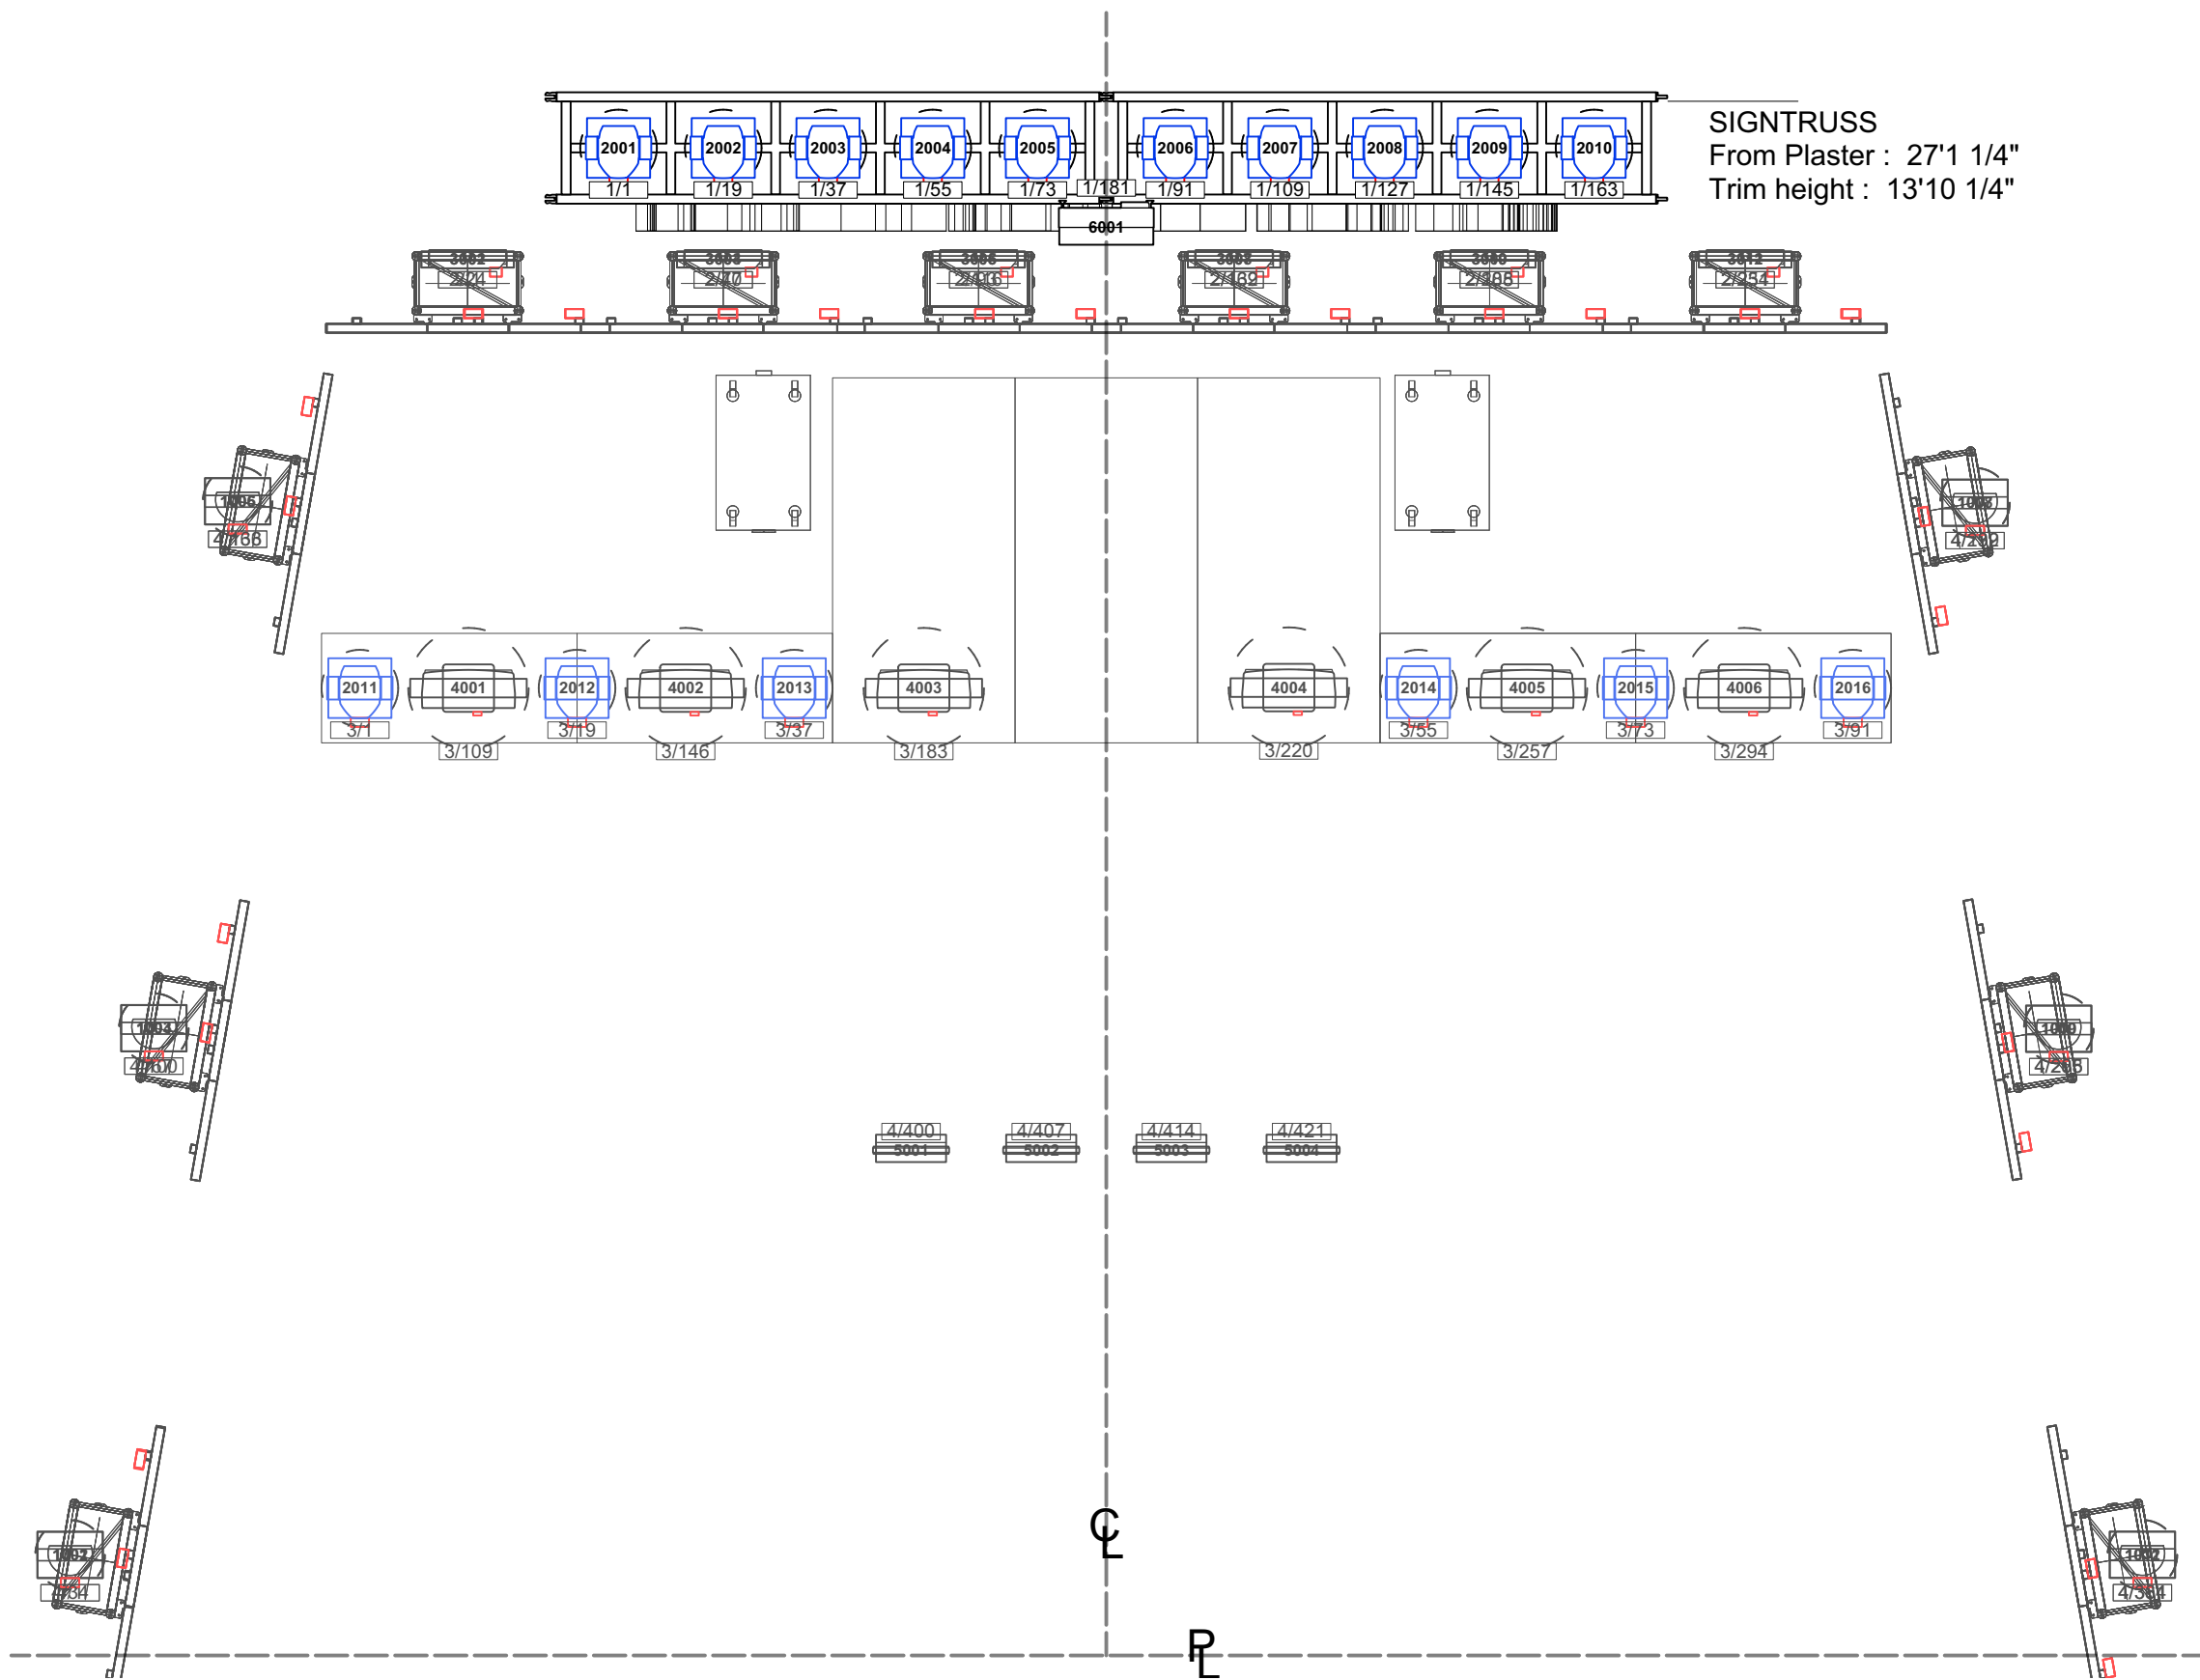 SIGNTRUSS
From Plaster : 27'1 1/4"
Trim height : 13'10 1/4"
2001 2002 2003 2004 2005 2006 2007 2008 2009 2010
1/1 1/19 1/37 1/55 1/73 1/181 1/91 1/109 1/127 1/145 1/163
6001
2011 4001 2012 4002 2013 4003 4004 2014 4005 2015 4006 2016
3/1 3/19 3/37 3/55 3/73 3/91
3/109 3/146 3/183 3/220 3/257 3/294
4/400 4/407 4/414 4/421
5001 5002 5003 5004
CL
PL